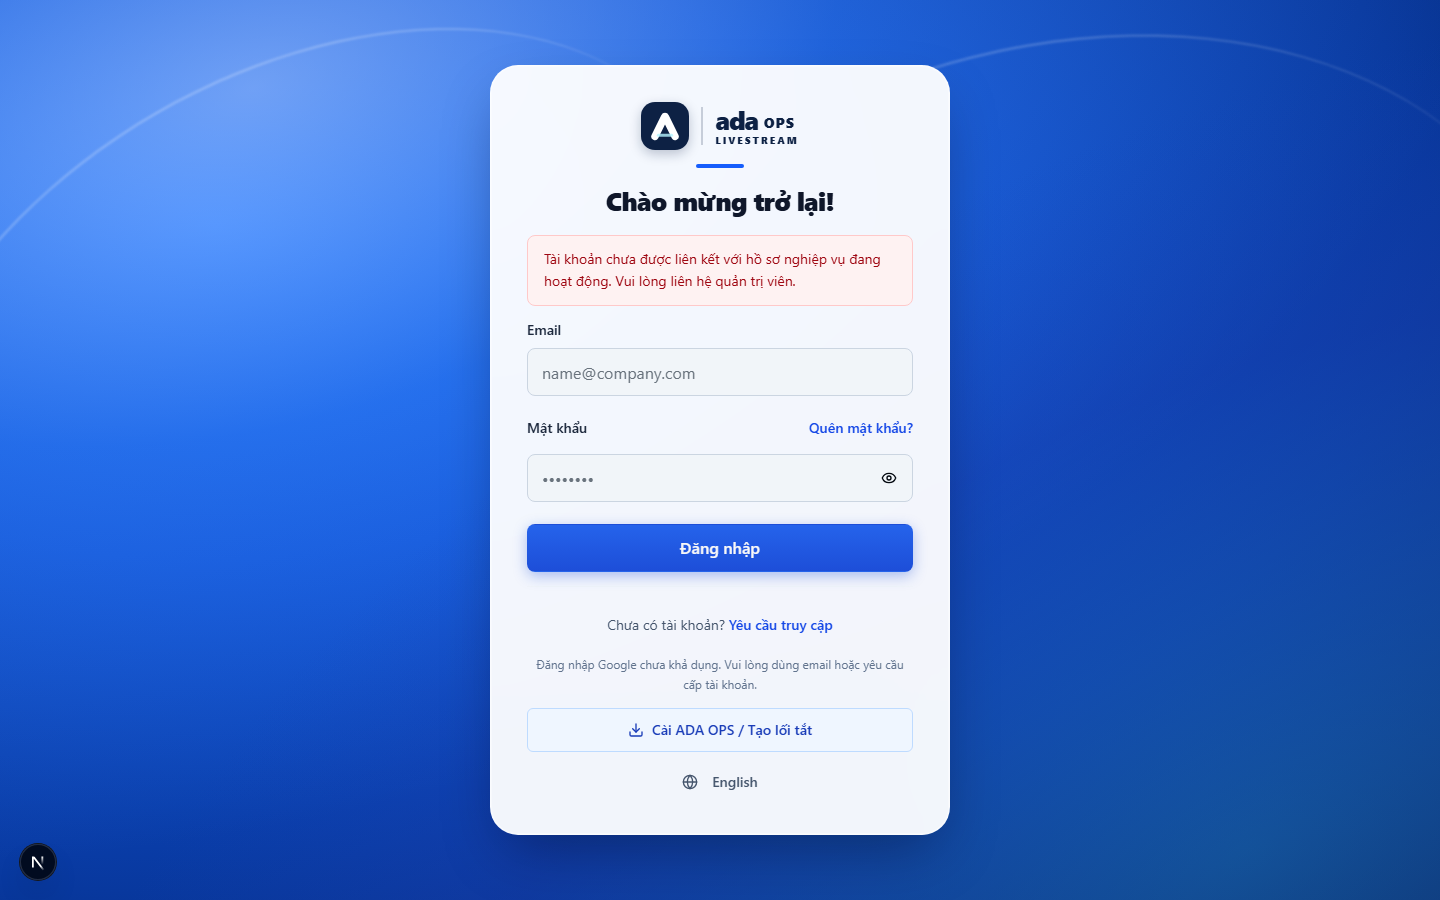 ada OPS
LIVESTREAM
Chào mừng trở lại!
Tài khoản chưa được liên kết với hồ sơ nghiệp vụ đang
hoạt động. Vui lòng liên hệ quản trị viên.
Email
name@company.com
Mật khẩu
Quên mật khẩu?
••••••••
Đăng nhập
Chưa có tài khoản? Yêu cầu truy cập
Đăng nhập Google chưa khả dụng. Vui lòng dùng email hoặc yêu cầu
cấp tài khoản.
Cài ADA OPS / Tạo lối tắt
English
N